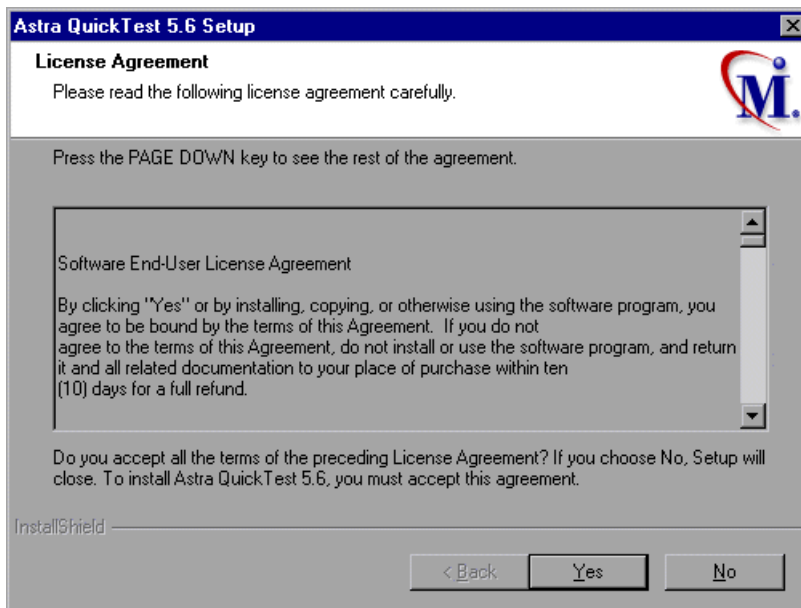 Astra QuickTest 5.6 Setup
License Agreement
Please read the following license agreement carefully.
M.
Press the PAGE DOWN key to see the rest of the agreement.
Software End-User License Agreement
By clicking "Yes" or by installing, copying, or otherwise using the software program, you
agree to be bound by the terms of this Agreement. If you do not
agree to the terms of this Agreement, do not install or use the software program, and return
it and all related documentation to your place of purchase within ten
(10) days for a full refund.
Do you accept all the terms of the preceding License Agreement? If you choose No, Setup will
close. To install Astra QuickTest 5.6, you must accept this agreement.
InstallShield
< Back
Yes
No